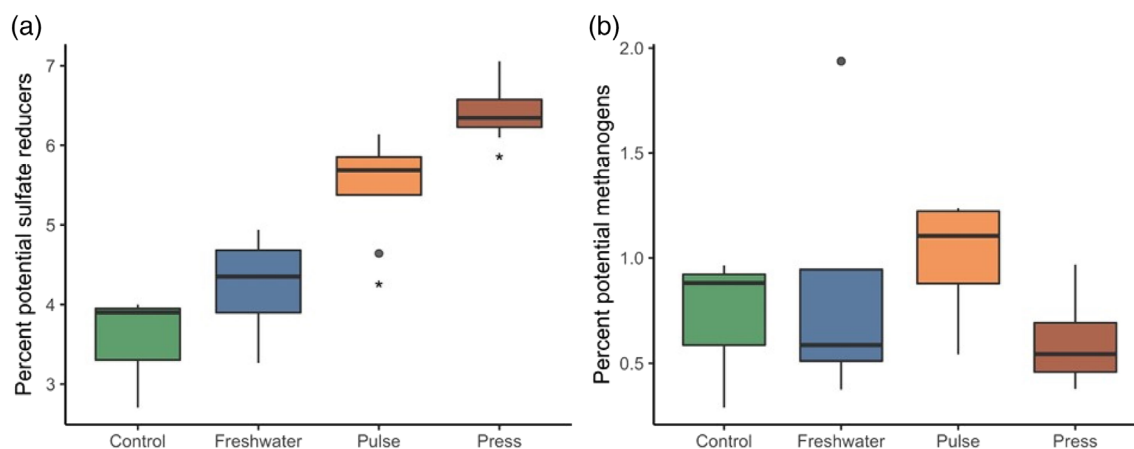 (a)
Percent potential sulfate reducers
7
6
5
4
3
*
*
Control Freshwater Pulse Press
(b)
Percent potential methanogens
2.0
1.5
1.0
0.5
Control Freshwater Pulse Press